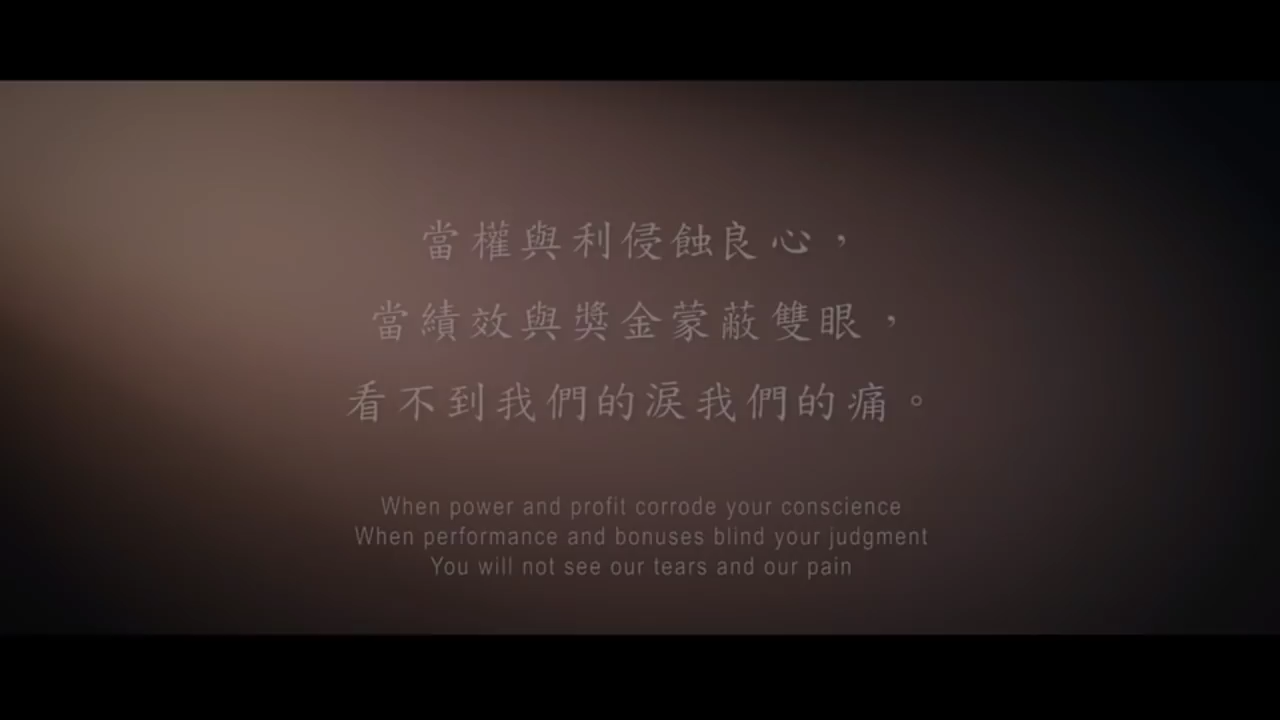 當權與利侵蝕良心，
當績效與獎金蒙蔽雙眼，
看不到我們的淚我們的痛。
When power and profit corrode your conscience
When performance and bonuses blind your judgment
You will not see our tears and our pain